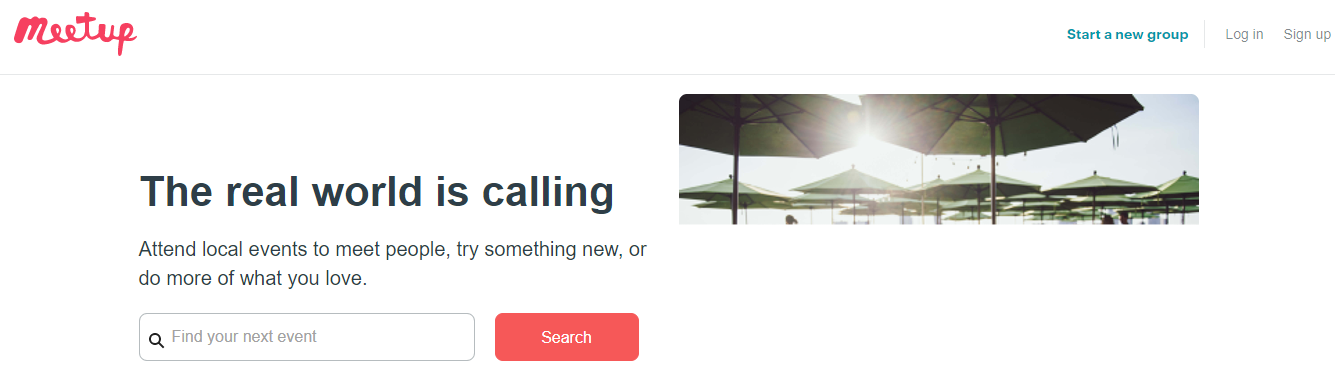 meetup
Start a new group
Log in
Sign up
The real world is calling
Attend local events to meet people, try something new, or
do more of what you love.
Find your next event
Search